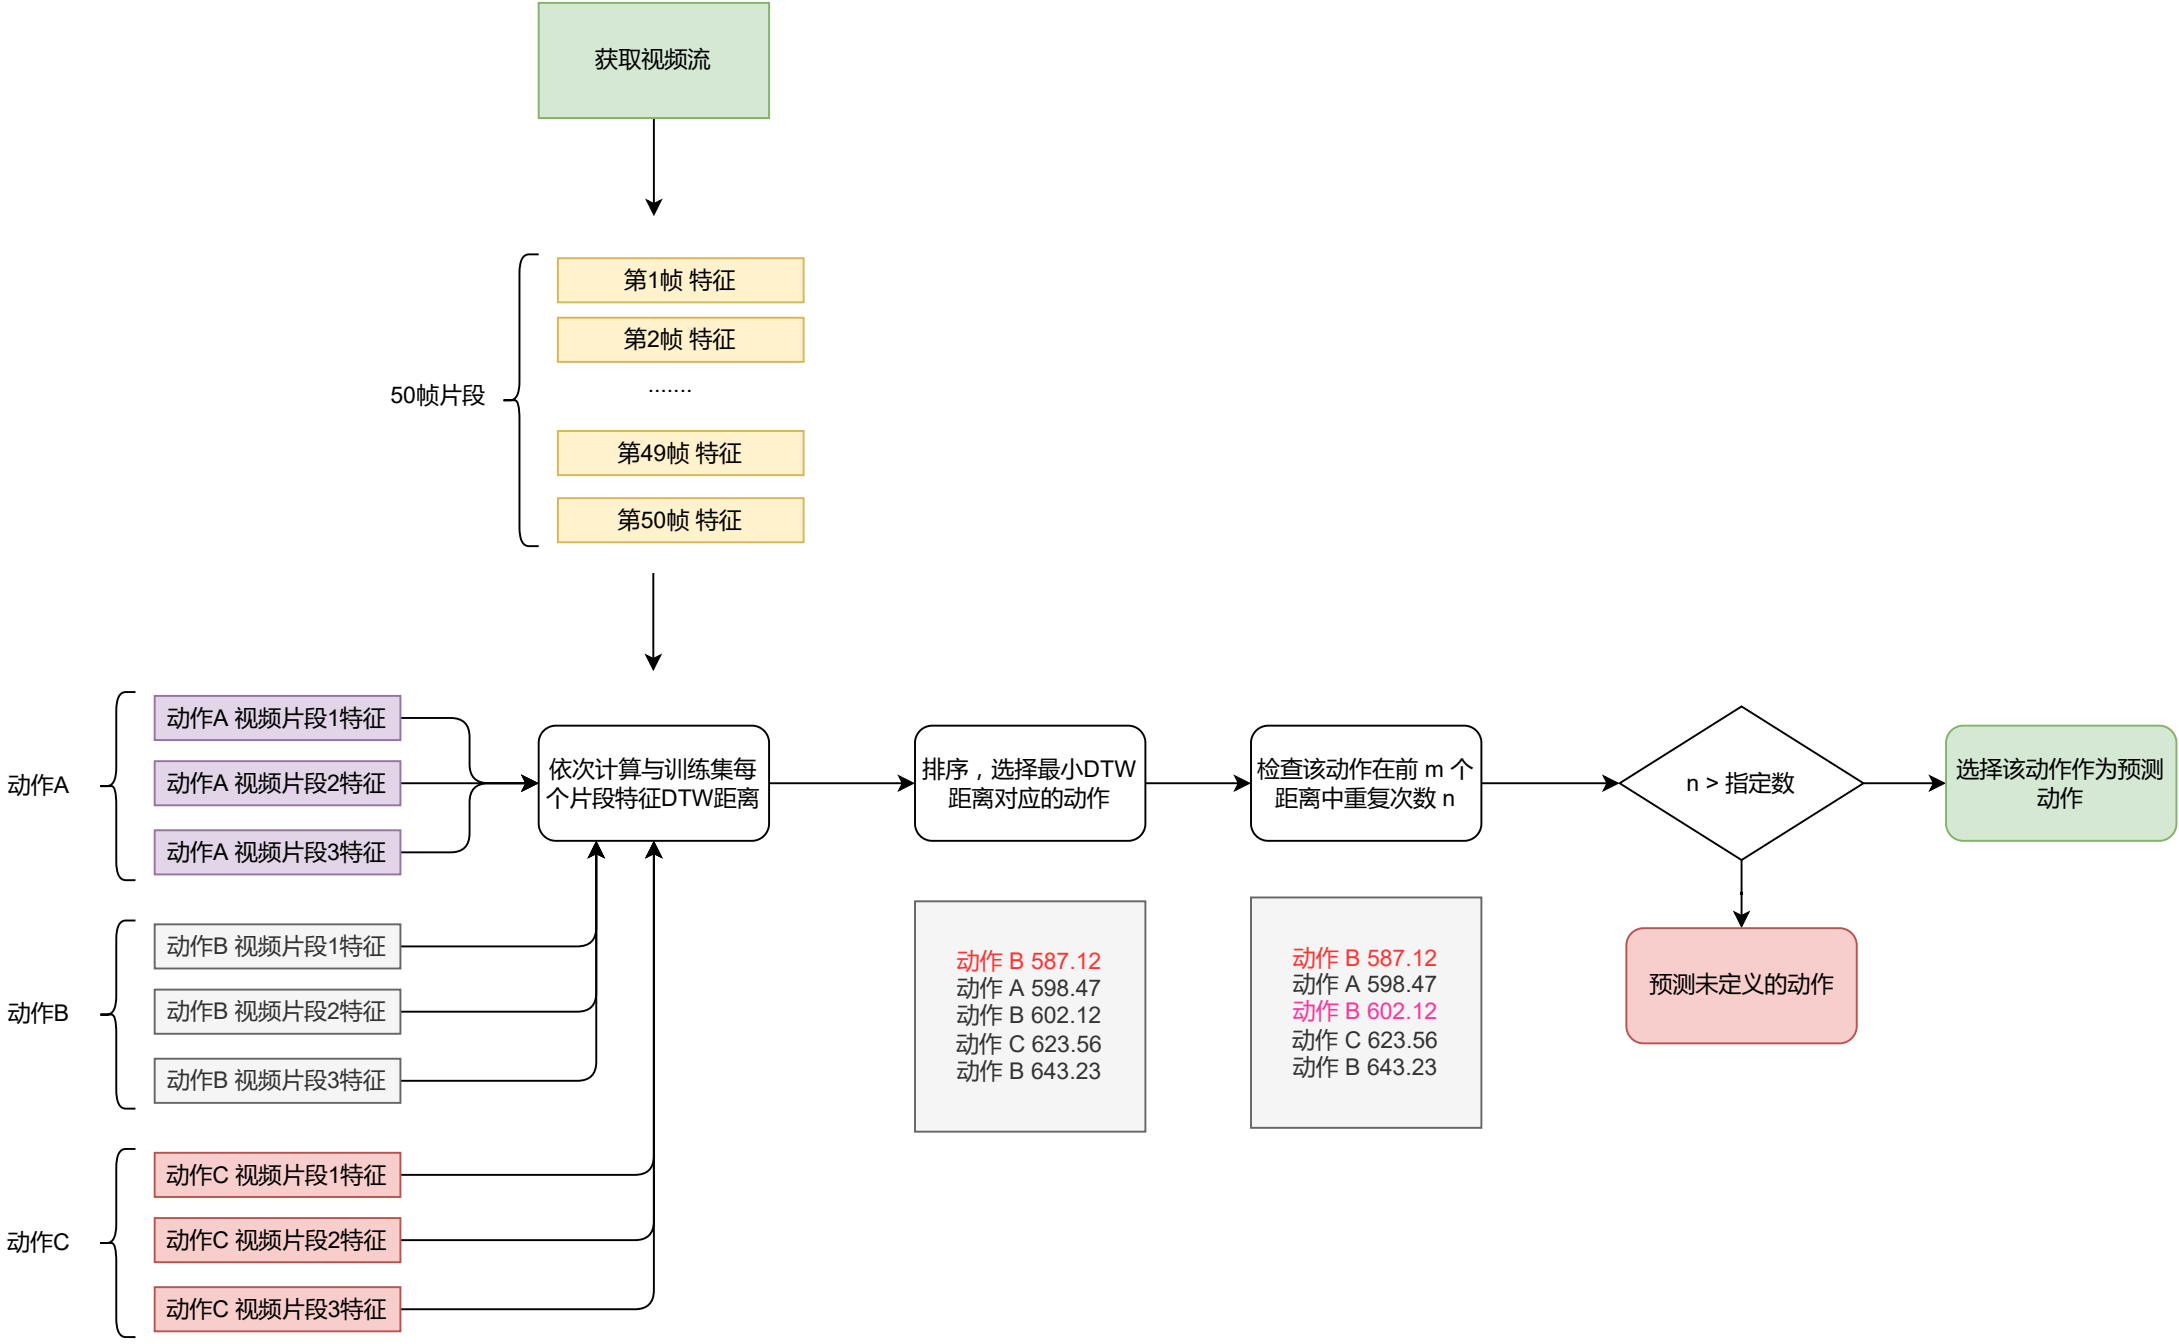 获取视频流
第1帧 特征
第2帧 特征
.......
50帧片段
第49帧 特征
第50帧 特征
动作A
动作A 视频片段1特征
动作A 视频片段2特征
动作A 视频片段3特征
依次计算与训练集每
个片段特征DTW距离
排序，选择最小DTW
距离对应的动作
检查该动作在前 m 个
距离中重复次数 n
n > 指定数
选择该动作作为预测
动作
动作B
动作B 视频片段1特征
动作B 视频片段2特征
动作B 视频片段3特征
动作 B 587.12
动作 A 598.47
动作 B 602.12
动作 C 623.56
动作 B 643.23
动作 B 587.12
动作 A 598.47
动作 B 602.12
动作 C 623.56
动作 B 643.23
预测未定义的动作
动作C
动作C 视频片段1特征
动作C 视频片段2特征
动作C 视频片段3特征